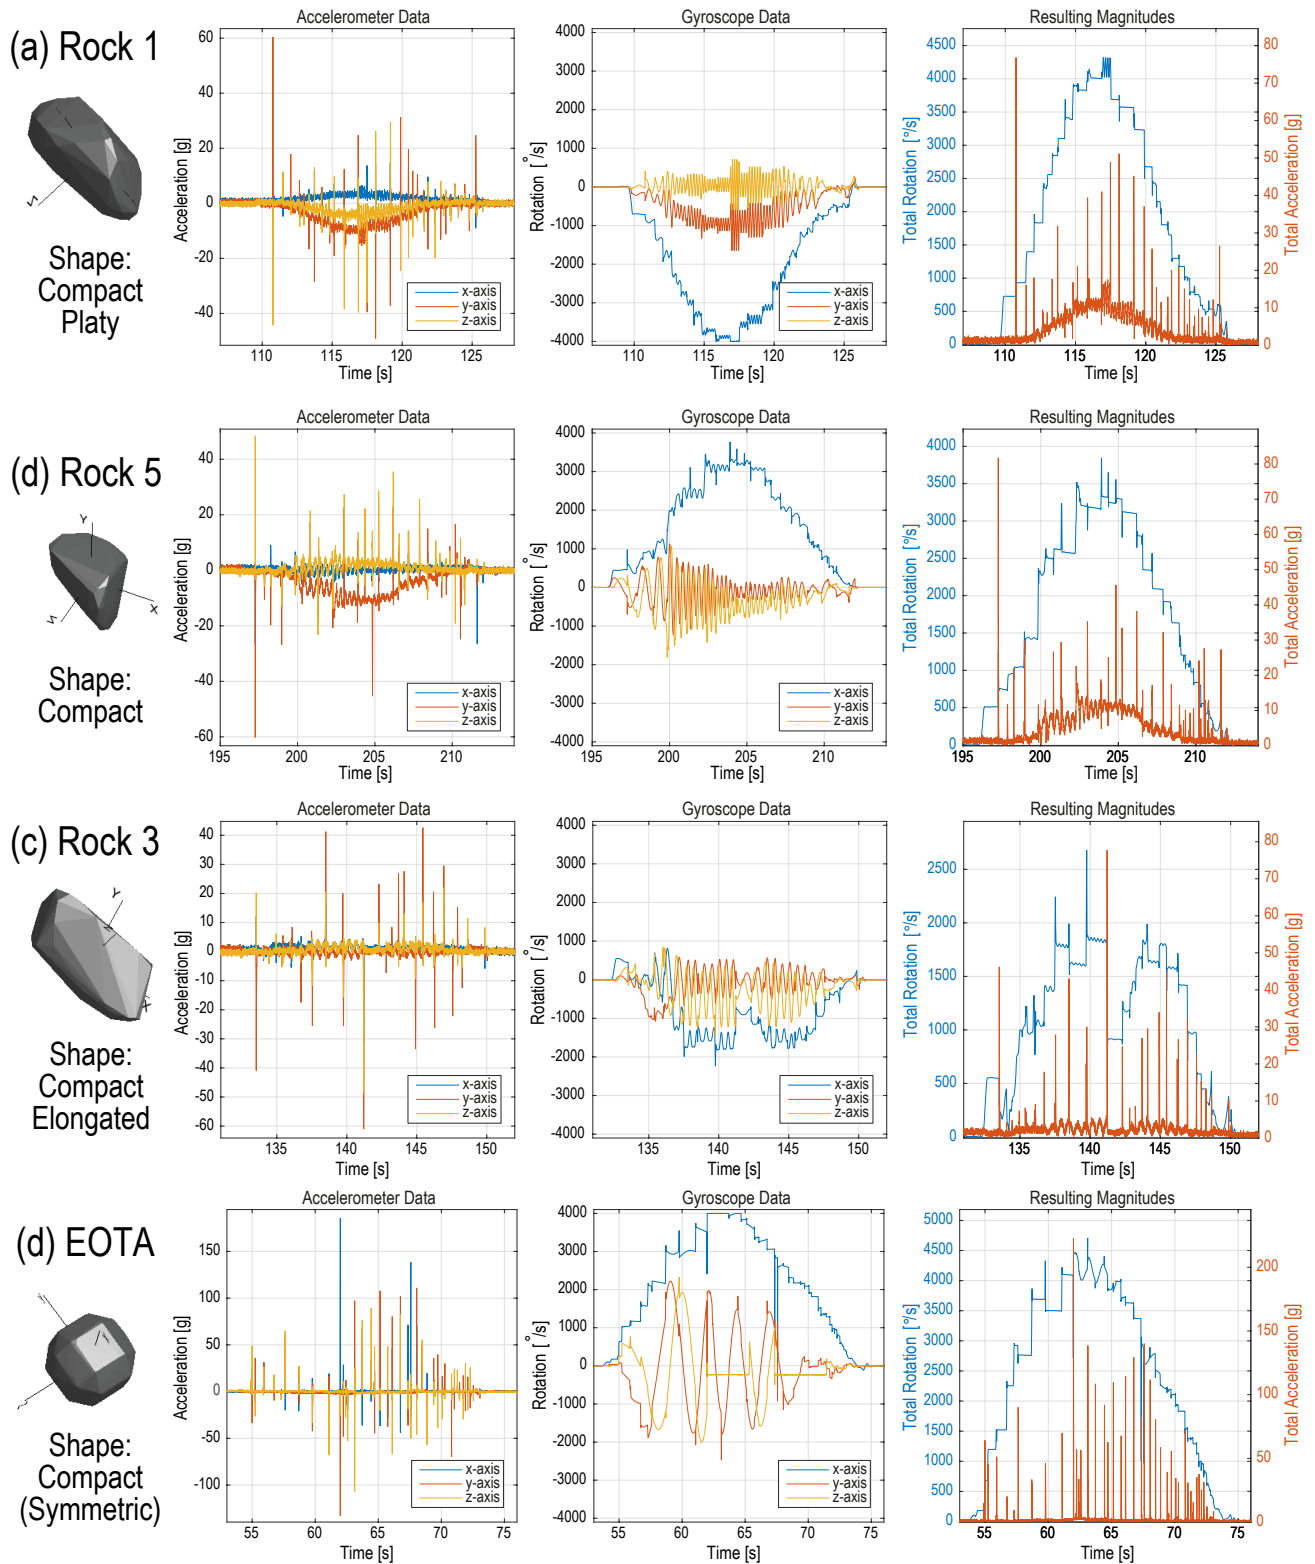 (a) Rock 1
Shape:
Compact
Platy
Accelerometer Data
60
40
20
0
-20
-40
Acceleration [g]
110 115 120 125
Time [s]
x-axis
y-axis
z-axis
Gyroscope Data
4000
3000
2000
1000
0
-1000
-2000
-3000
-4000
Rotation [°/s]
110 115 120 125
Time [s]
x-axis
y-axis
z-axis
Resulting Magnitudes
4500
4000
3500
3000
2500
2000
1500
1000
500
0
Total Rotation [°/s]
80
70
60
50
40
30
20
10
0
Total Acceleration [g]
110 115 120 125
Time [s]
(d) Rock 5
Y
X
Shape:
Compact
Accelerometer Data
40
20
0
-20
-40
-60
Acceleration [g]
195 200 205 210
Time [s]
x-axis
y-axis
z-axis
Gyroscope Data
4000
3000
2000
1000
0
-1000
-2000
-3000
-4000
Rotation [°/s]
195 200 205 210
Time [s]
x-axis
y-axis
z-axis
Resulting Magnitudes
4000
3500
3000
2500
2000
1500
1000
500
0
Total Rotation [°/s]
80
70
60
50
40
30
20
10
0
Total Acceleration [g]
195 200 205 210
Time [s]
(c) Rock 3
Y
X
Shape:
Compact
Elongated
Accelerometer Data
40
30
20
10
0
-10
-20
-30
-40
-50
-60
Acceleration [g]
135 140 145 150
Time [s]
x-axis
y-axis
z-axis
Gyroscope Data
4000
3000
2000
1000
0
-1000
-2000
-3000
-4000
Rotation [°/s]
135 140 145 150
Time [s]
x-axis
y-axis
z-axis
Resulting Magnitudes
2500
2000
1500
1000
500
0
Total Rotation [°/s]
80
70
60
50
40
30
20
10
0
Total Acceleration [g]
135 140 145 150
Time [s]
(d) EOTA
Shape:
Compact
(Symmetric)
Accelerometer Data
150
100
50
0
-50
-100
Acceleration [g]
55 60 65 70 75
Time [s]
x-axis
y-axis
z-axis
Gyroscope Data
4000
3000
2000
1000
0
-1000
-2000
-3000
-4000
Rotation [°/s]
55 60 65 70 75
Time [s]
x-axis
y-axis
z-axis
Resulting Magnitudes
5000
4500
4000
3500
3000
2500
2000
1500
1000
500
0
Total Rotation [°/s]
200
150
100
50
0
Total Acceleration [g]
55 60 65 70 75
Time [s]